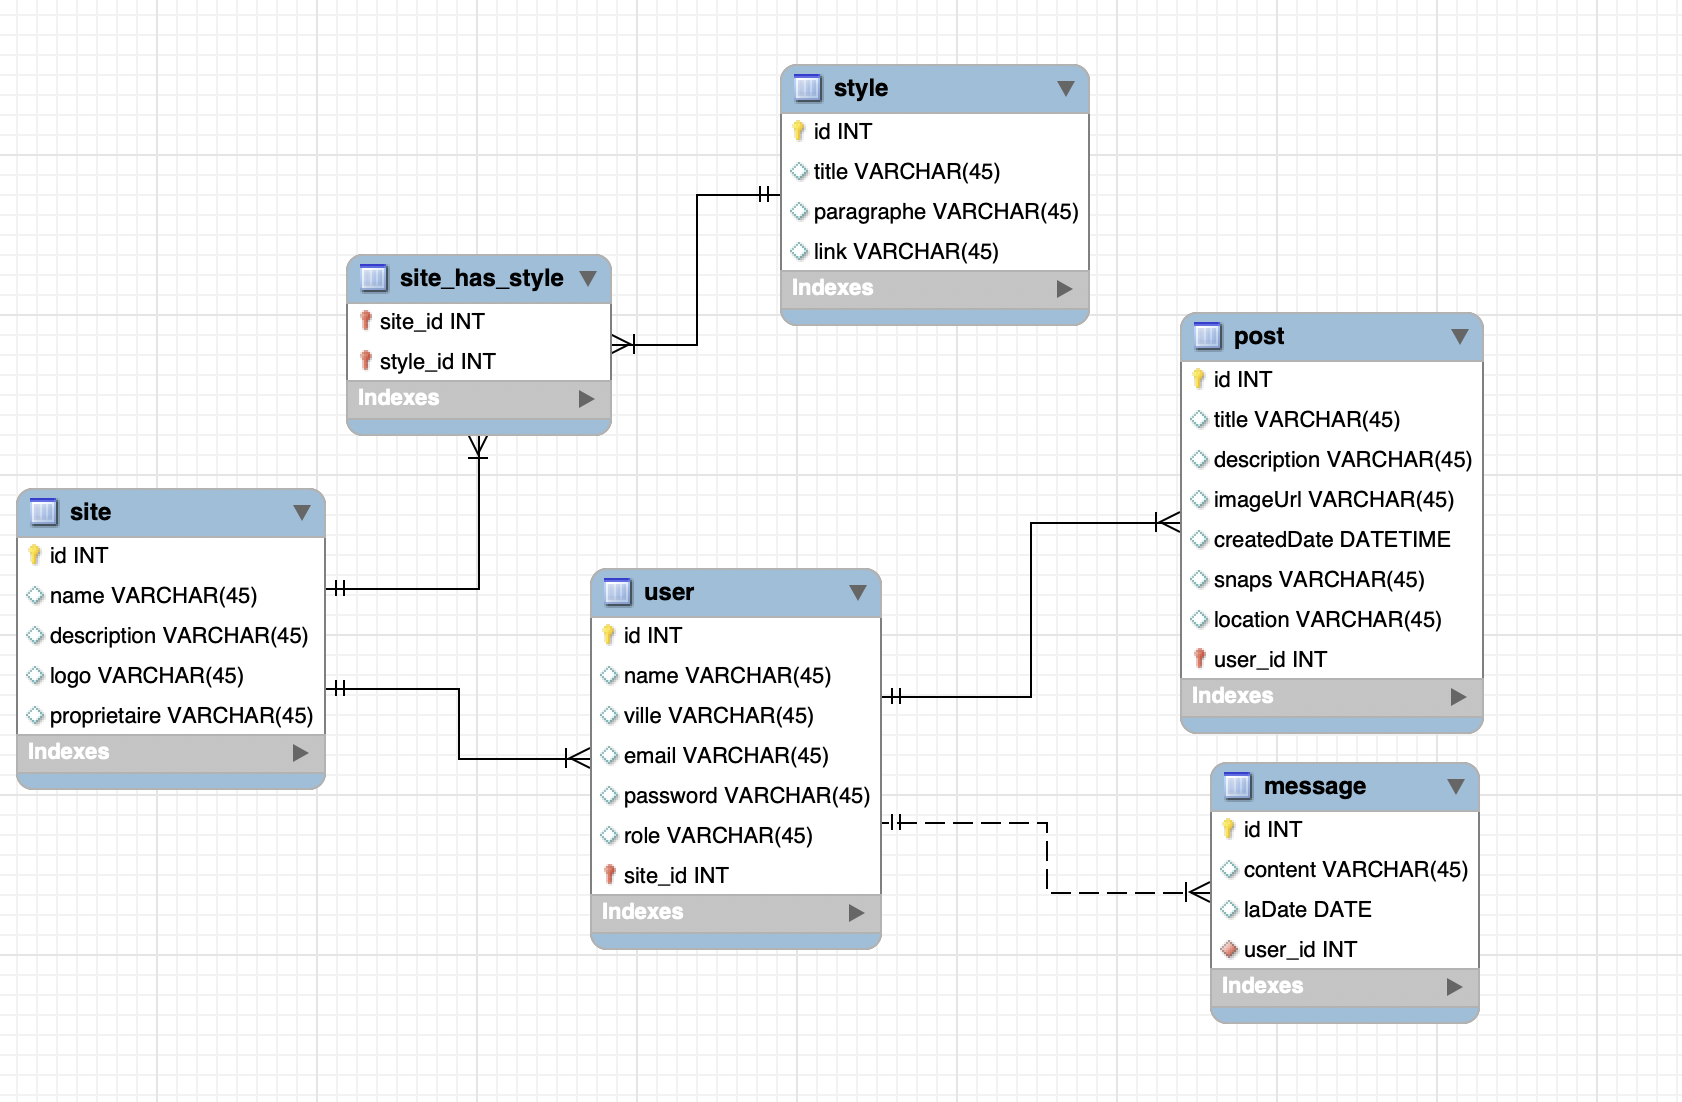 style
id INT
title VARCHAR(45)
paragraphe VARCHAR(45)
link VARCHAR(45)
Indexes
site_has_style
site_id INT
style_id INT
Indexes
post
id INT
title VARCHAR(45)
description VARCHAR(45)
imageUrl VARCHAR(45)
createdDate DATETIME
snaps VARCHAR(45)
location VARCHAR(45)
user_id INT
Indexes
site
id INT
name VARCHAR(45)
description VARCHAR(45)
logo VARCHAR(45)
proprietaire VARCHAR(45)
Indexes
user
id INT
name VARCHAR(45)
ville VARCHAR(45)
email VARCHAR(45)
password VARCHAR(45)
role VARCHAR(45)
site_id INT
Indexes
message
id INT
content VARCHAR(45)
laDate DATE
user_id INT
Indexes